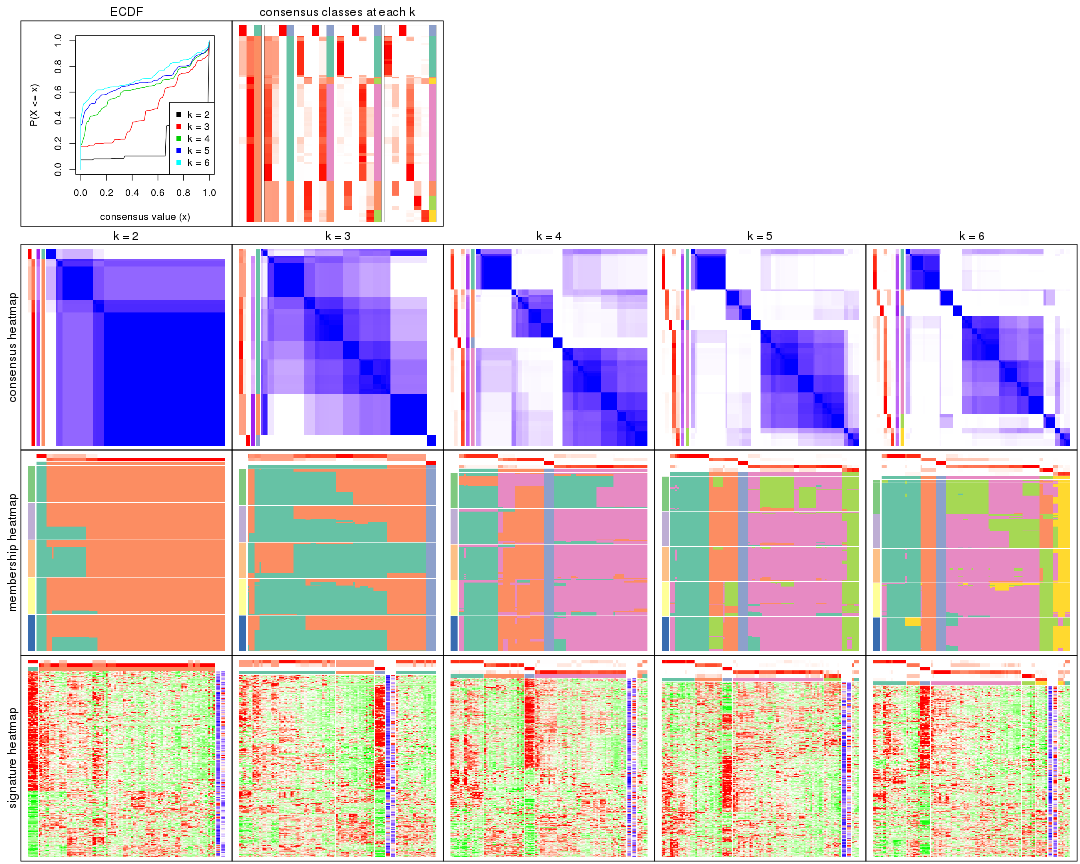 ECDF
consensus classes at each k
P(X <= x)
0.0 0.2 0.4 0.6 0.8 1.0
k = 2
k = 3
k = 4
k = 5
k = 6
0.0 0.2 0.4 0.6 0.8 1.0
consensus value (x)
k = 2 k = 3 k = 4 k = 5 k = 6
consensus heatmap
membership heatmap
signature heatmap